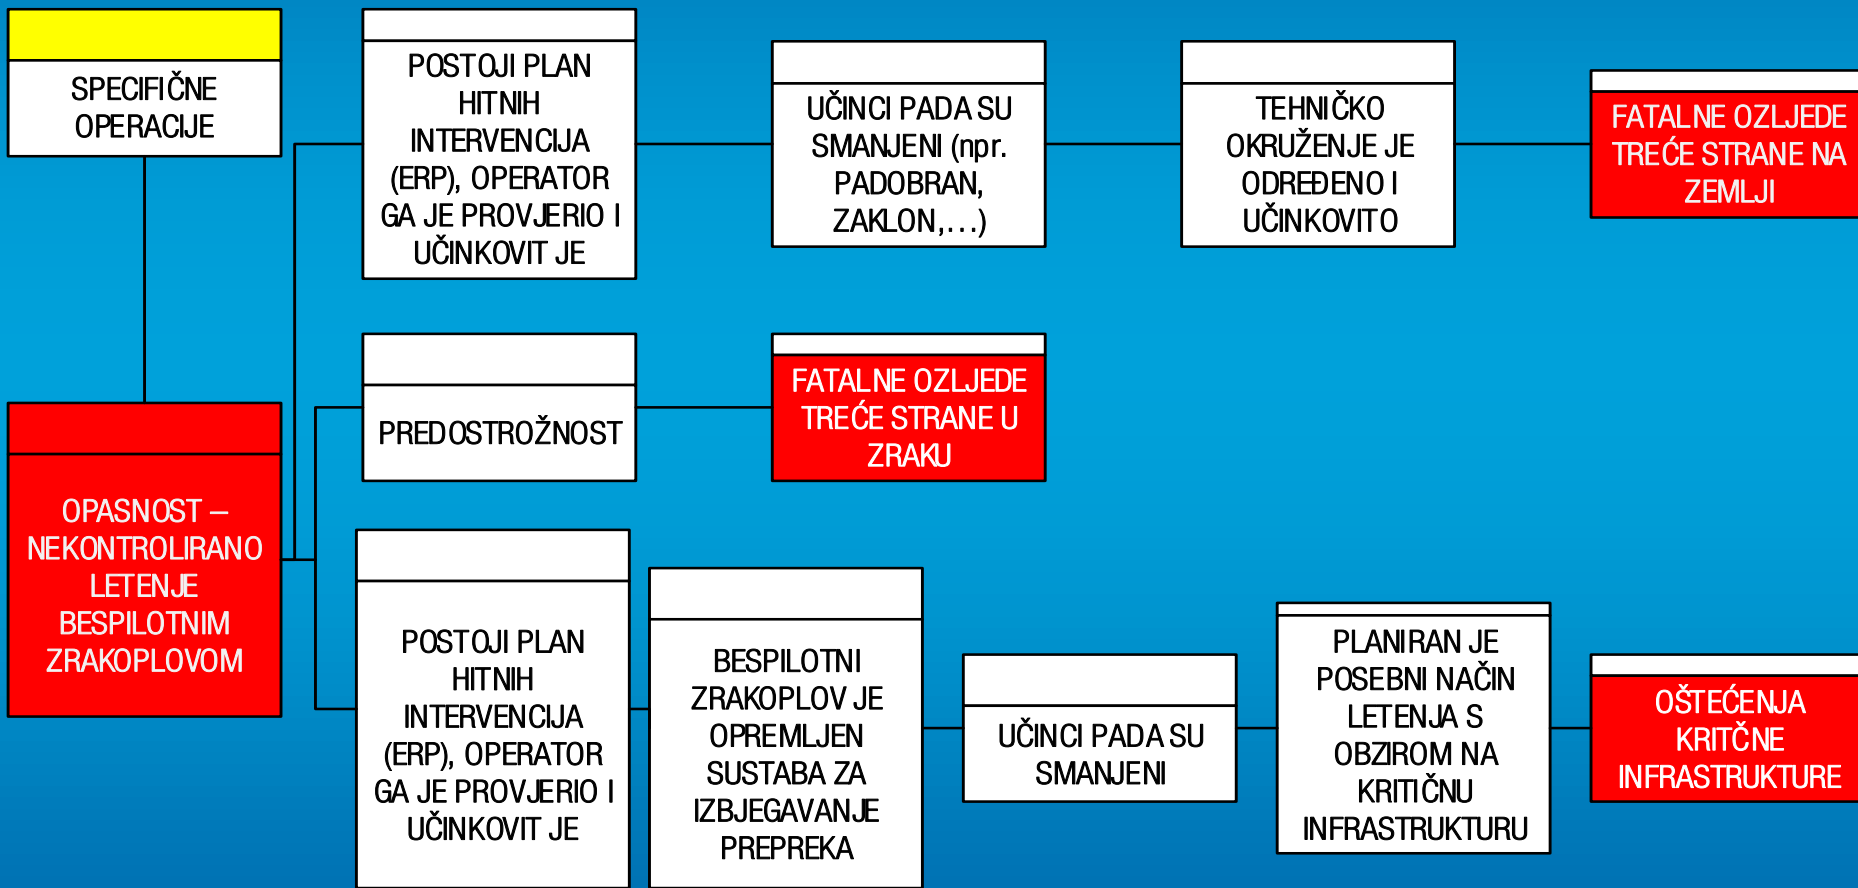 SPECIFIČNE
OPERACIJE
OPASNOST –
NEKONTROLIRANO
LETENJE
BESPILOTNIM
ZRAKOPLOVOM
POSTOJI PLAN
HITNIH
INTERVENCIJA
(ERP), OPERATOR
GA JE PROVJERIO I
UČINKOVIT JE
UČINCI PADA SU
SMANJENI (npr.
PADOBRAN,
ZAKLON,...)
TEHNIČKO
OKRUŽENJE JE
ODREĐENO I
UČINKOVITO
FATALNE OZLJEDE
TREĆE STRANE NA
ZEMLJI
PREDOSTROŽNOST
FATALNE OZLJEDE
TREĆE STRANE U
ZRAKU
POSTOJI PLAN
HITNIH
INTERVENCIJA
(ERP), OPERATOR
GA JE PROVJERIO I
UČINKOVIT JE
BESPILOTNI
ZRAKOPLOV JE
OPREMLJEN
SUSTABA ZA
IZBJEGAVANJE
PREPREKA
UČINCI PADA SU
SMANJENI
PLANIRAN JE
POSEBNI NAČIN
LETENJA S
OBZIROM NA
KRITIČNU
INFRASTRUKTURU
OŠTEĆENJA
KRITČNE
INFRASTRUKTURE